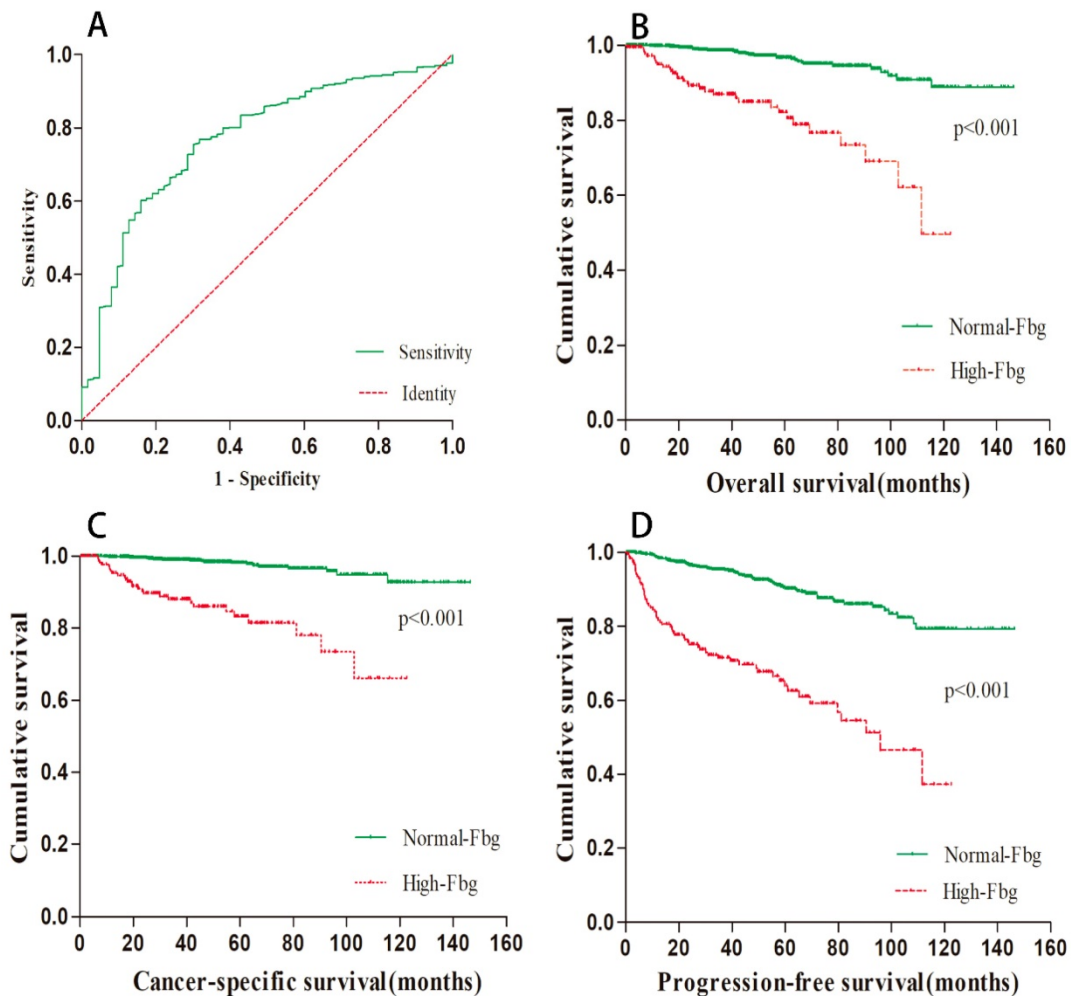 A
1.0
0.8
0.6
0.4
0.2
0.0
Sensitivity
Sensitivity
Identity
0.0 0.2 0.4 0.6 0.8 1.0
1 - Specificity
B
1.0
0.8
0.6
0.4
0.2
0.0
Cumulative survival
p<0.001
Normal-Fbg
High-Fbg
0 20 40 60 80 100 120 140 160
Overall survival(months)
C
1.0
0.8
0.6
0.4
0.2
0.0
Cumulative survival
p<0.001
Normal-Fbg
High-Fbg
0 20 40 60 80 100 120 140 160
Cancer-specific survival(months)
D
1.0
0.8
0.6
0.4
0.2
0.0
Cumulative survival
p<0.001
Normal-Fbg
High-Fbg
0 20 40 60 80 100 120 140 160
Progression-free survival(months)